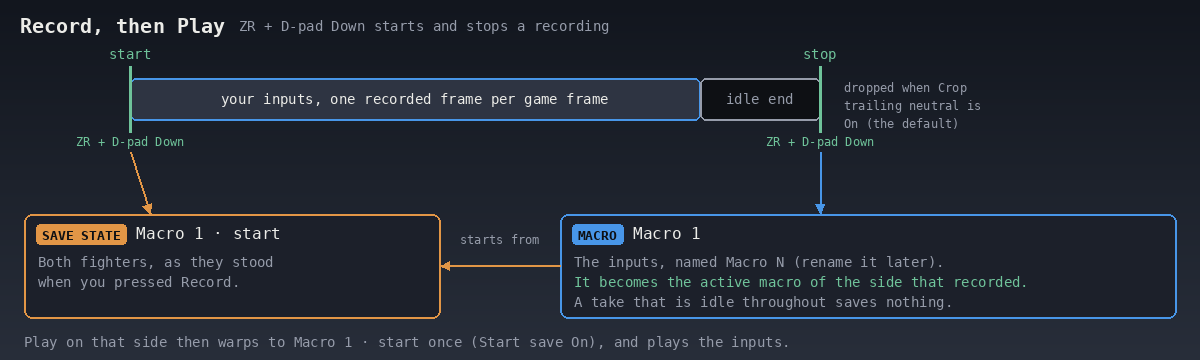 Record, then Play ZR + D-pad Down starts and stops a recording
start
stop
your inputs, one recorded frame per game frame
idle end
dropped when Crop
trailing neutral is
On (the default)
ZR + D-pad Down
ZR + D-pad Down
SAVE STATE Macro 1 · start
Both fighters, as they stood
when you pressed Record.
starts from
MACRO Macro 1
The inputs, named Macro N (rename it later).
It becomes the active macro of the side that recorded.
A take that is idle throughout saves nothing.
Play on that side then warps to Macro 1 · start once (Start save On), and plays the inputs.